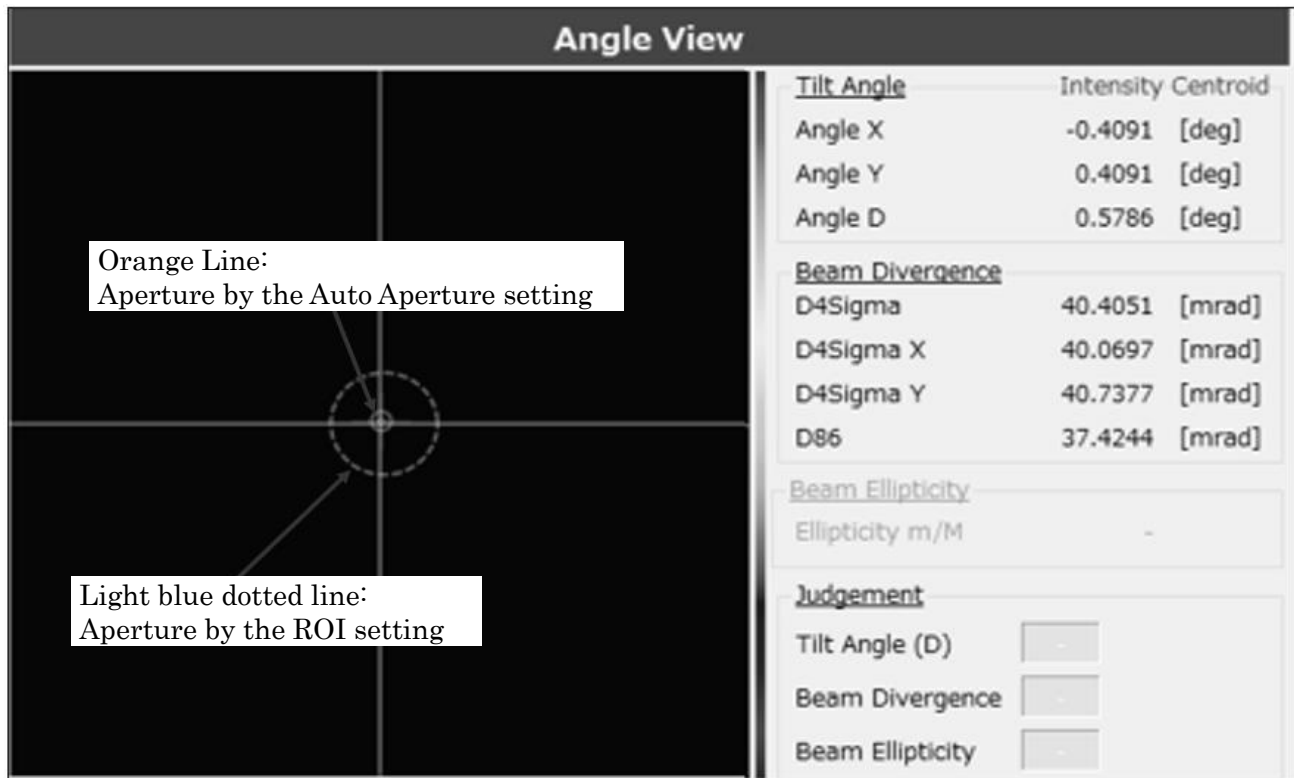 Angle View
Orange Line:
Aperture by the Auto Aperture setting
Light blue dotted line:
Aperture by the ROI setting
Tilt Angle Intensity Centroid
Angle X -0.4091 [deg]
Angle Y 0.4091 [deg]
Angle D 0.5786 [deg]
Beam Divergence
D4Sigma 40.4051 [mrad]
D4Sigma X 40.0697 [mrad]
D4Sigma Y 40.7377 [mrad]
D86 37.4244 [mrad]
Beam Ellipticity
Ellipticity m/M -
Judgement
Tilt Angle (D) -
Beam Divergence -
Beam Ellipticity -